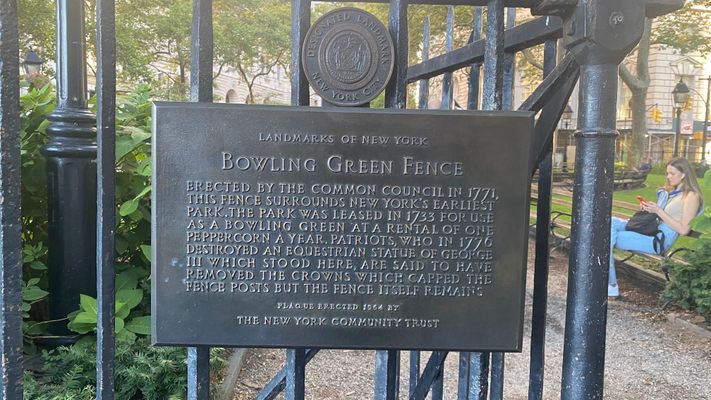 DESIGNATED LANDMARK
NEW YORK CITY
LANDMARKS OF NEW YORK
BOWLING GREEN FENCE
ERECTED BY THE COMMON COUNCIL IN 1771,
THIS FENCE SURROUNDS NEW YORK'S EARLIEST
PARK. THE PARK WAS LEASED IN 1733 FOR USE
AS A BOWLING GREEN AT A RENTAL OF ONE
PEPPERCORN A YEAR. PATRIOTS, WHO IN 1776
DESTROYED AN EQUESTRIAN STATUE OF GEORGE
III WHICH STOOD HERE, ARE SAID TO HAVE
REMOVED THE CROWNS WHICH CAPPED THE
FENCE POSTS BUT THE FENCE ITSELF REMAINS
PLAQUE ERECTED 1964 BY
THE NEW YORK COMMUNITY TRUST